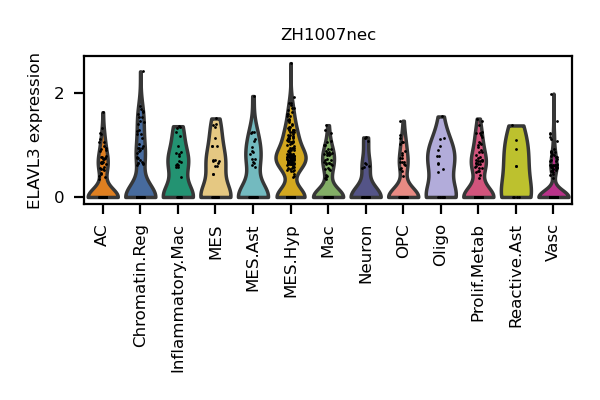 ZH1007nec
ELAVL3 expression
2
0
AC
Chromatin.Reg
Inflammatory.Mac
MES
MES.Ast
MES.Hyp
Mac
Neuron
OPC
Oligo
Prolif.Metab
Reactive.Ast
Vasc